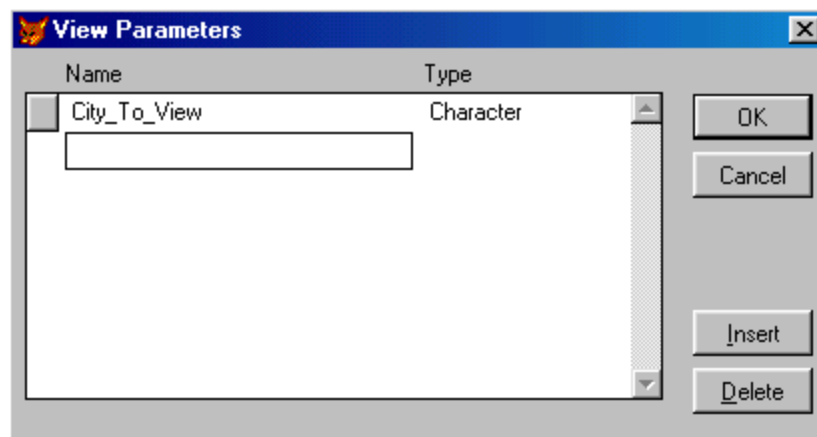 View Parameters
Name Type
City_To_View Character
OK
Cancel
Insert
Delete